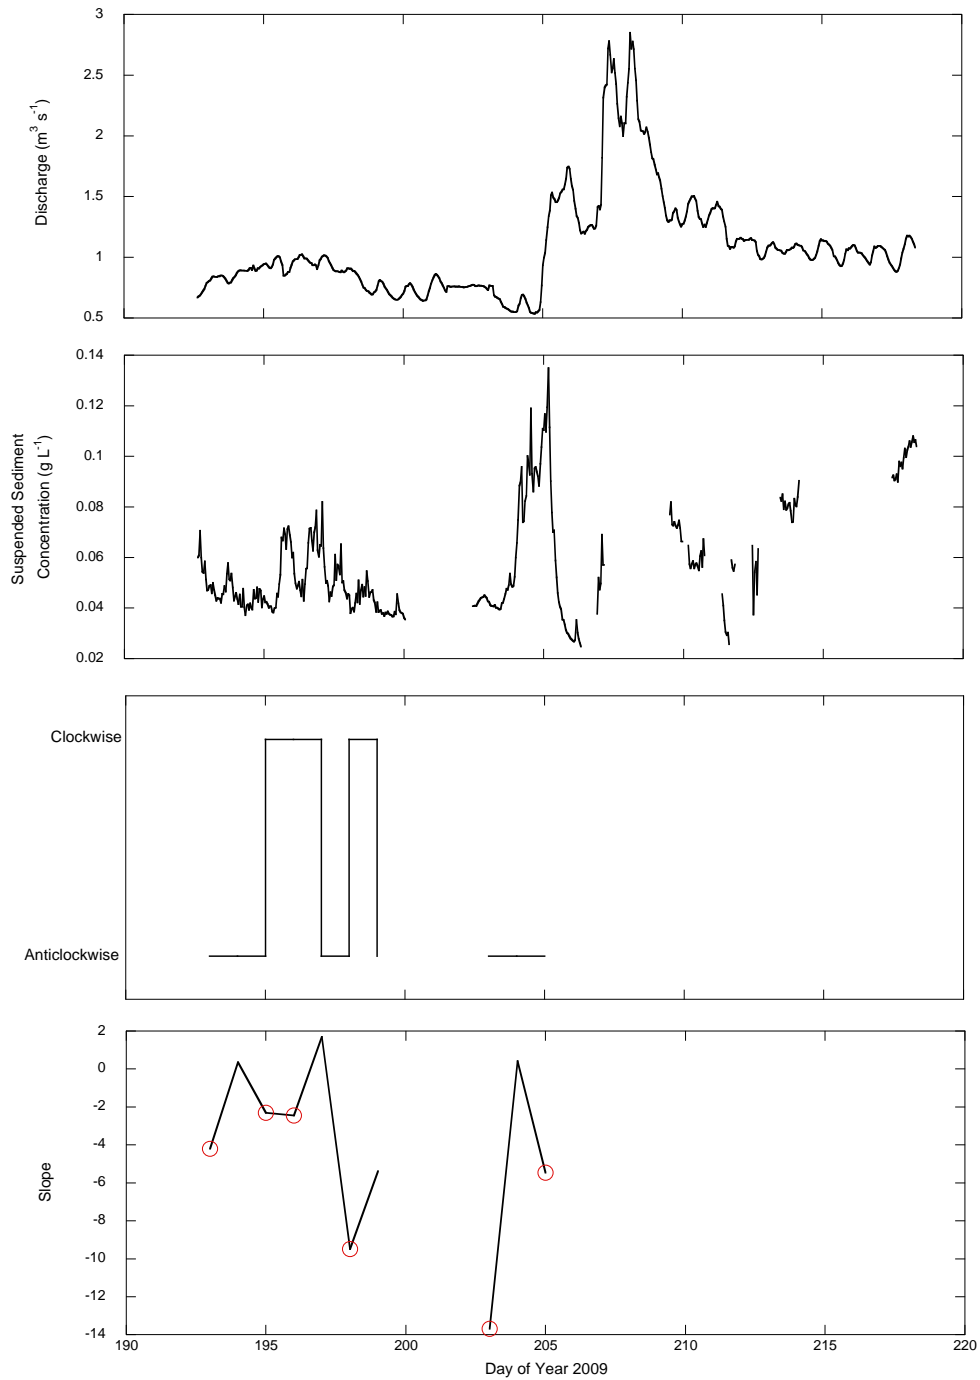 3
2.5
2
1.5
1
0.5
Discharge (m³ s⁻¹)
0.14
0.12
0.1
0.08
0.06
0.04
0.02
Suspended Sediment
Concentration (g L⁻¹)
Clockwise
Anticlockwise
2
0
-2
-4
-6
-8
-10
-12
-14
Slope
190 195 200 205 210 215 220
Day of Year 2009